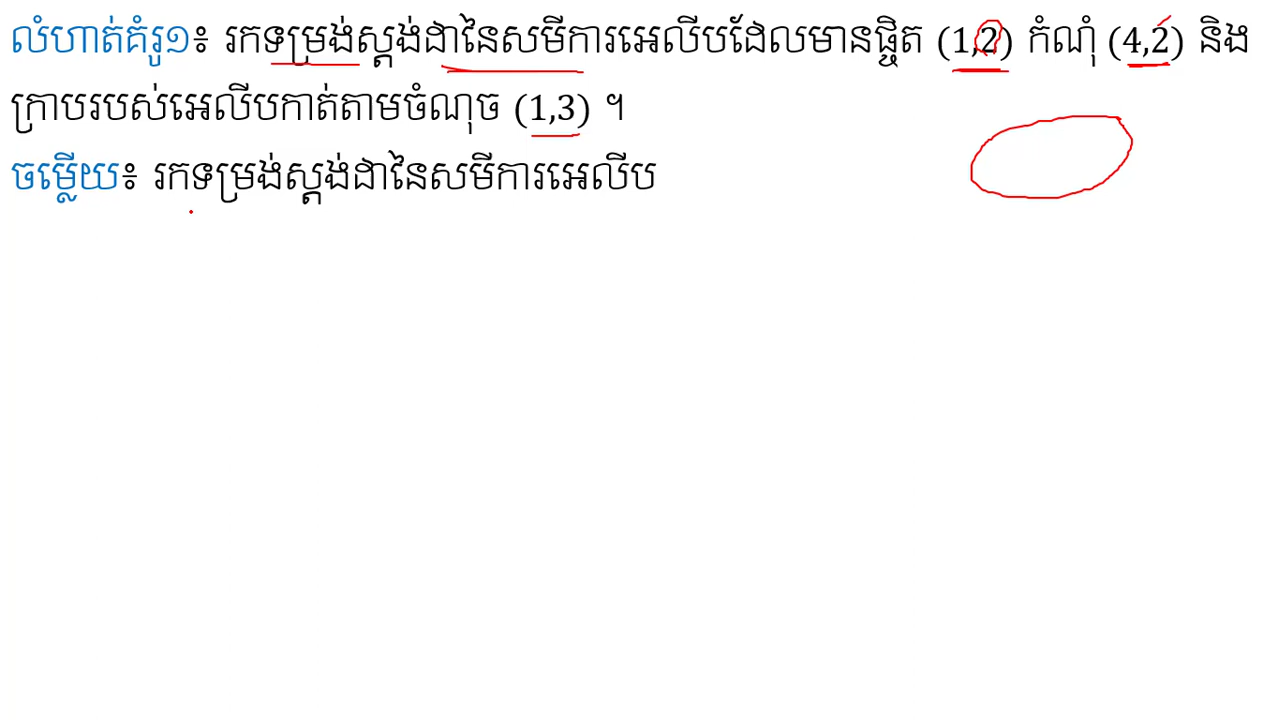 លំហាត់គំរូ១៖ រកទម្រង់ស្តង់ដានៃសមីការអេលីបដែលមានផ្ចិត (1,2) កំណុំ (4,2) និង
ក្រាបរបស់អេលីបកាត់តាមចំណុច (1,3) ។
ចម្លើយ៖ រកទម្រង់ស្តង់ដានៃសមីការអេលីប